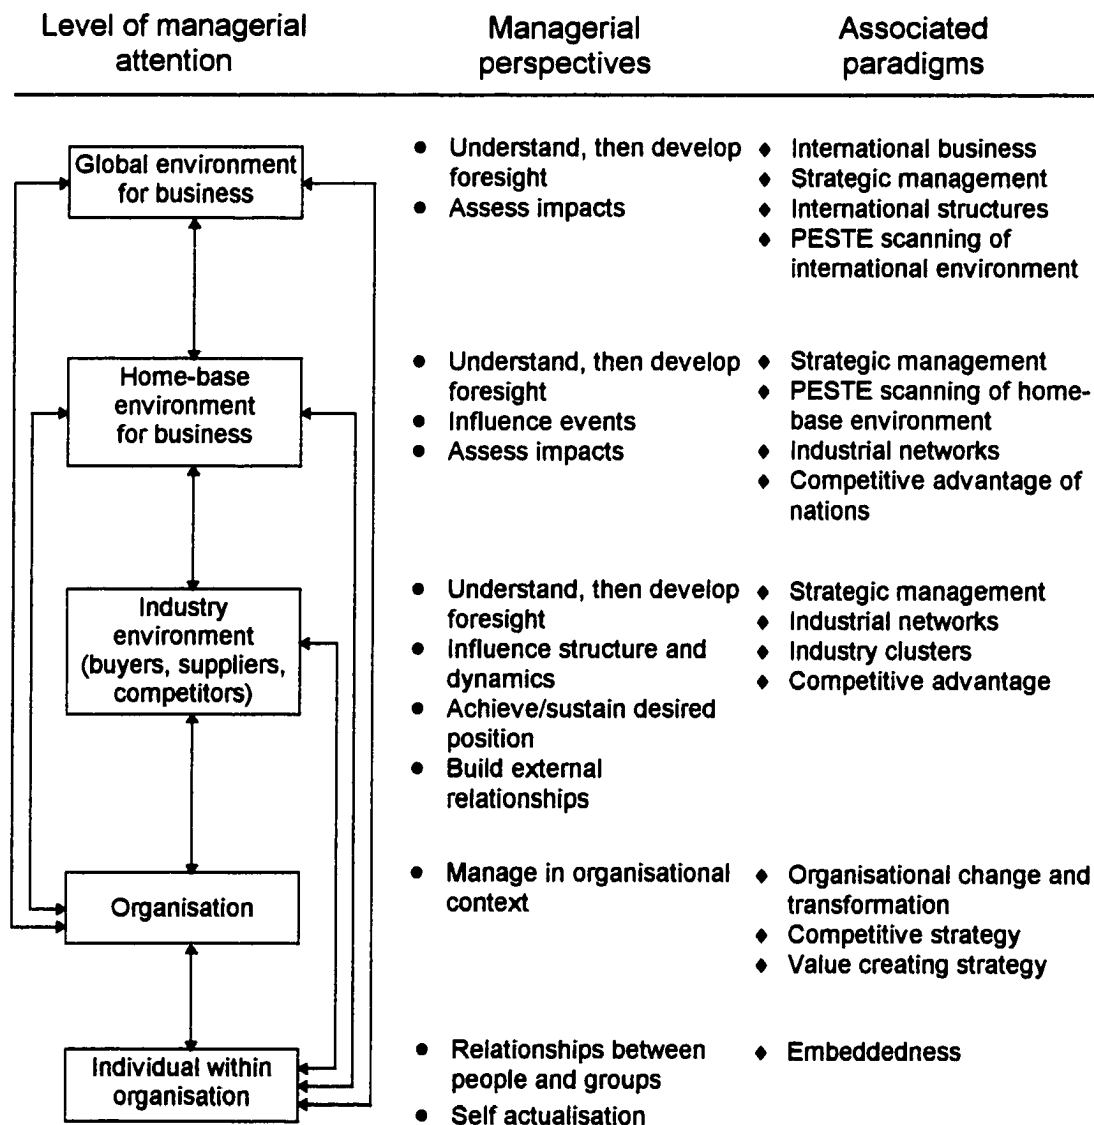 Level of managerial
attention
Managerial
perspectives
Associated
paradigms
Global environment
for business
● Understand, then develop
foresight
● Assess impacts
♦ International business
♦ Strategic management
♦ International structures
♦ PESTE scanning of
international environment
Home-base
environment
for business
● Understand, then develop
foresight
● Influence events
● Assess impacts
♦ Strategic management
♦ PESTE scanning of home-
base environment
♦ Industrial networks
♦ Competitive advantage of
nations
Industry
environment
(buyers, suppliers,
competitors)
● Understand, then develop
foresight
● Influence structure and
dynamics
● Achieve/sustain desired
position
● Build external
relationships
♦ Strategic management
♦ Industrial networks
♦ Industry clusters
♦ Competitive advantage
Organisation
● Manage in organisational
context
♦ Organisational change and
transformation
♦ Competitive strategy
♦ Value creating strategy
Individual within
organisation
● Relationships between
people and groups
● Self actualisation
♦ Embeddedness